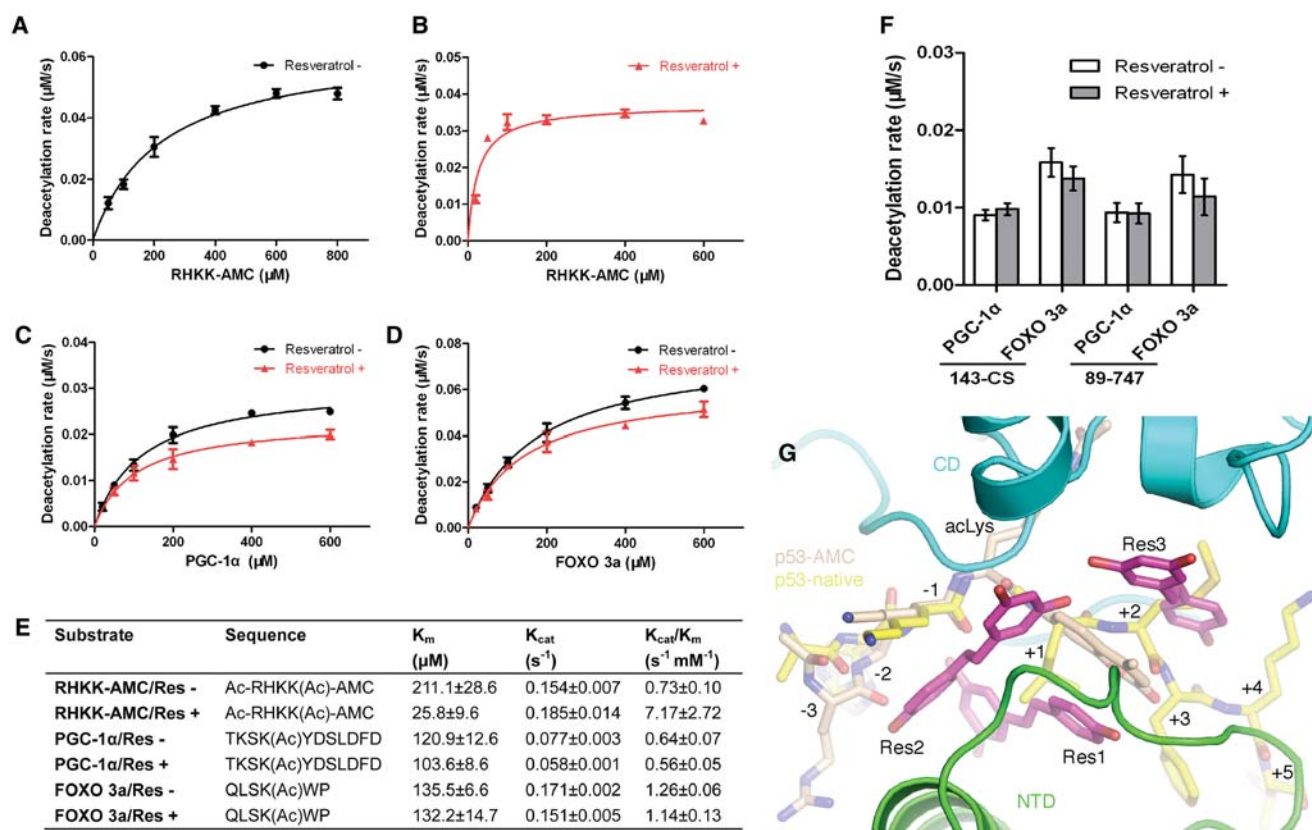 A
Deacetylation rate (µM/s)
0.06
0.04
0.02
0.00
0 200 400 600 800
RHKK-AMC (µM)
Resveratrol -
B
Deacetylation rate (µM/s)
0.05
0.04
0.03
0.02
0.01
0.00
0 200 400 600
RHKK-AMC (µM)
Resveratrol +
C
Deacetylation rate (µM/s)
0.04
0.03
0.02
0.01
0.00
0 200 400 600
PGC-1α (µM)
Resveratrol -
Resveratrol +
D
Deacetylation rate (µM/s)
0.08
0.06
0.04
0.02
0.00
0 200 400 600
FOXO 3a (µM)
Resveratrol -
Resveratrol +
E
Substrate Sequence Km (µM) Kcat (s-1) Kcat/Km (s-1 mM-1)
RHKK-AMC/Res - Ac-RHKK(Ac)-AMC 211.1±28.6 0.154±0.007 0.73±0.10
RHKK-AMC/Res + Ac-RHKK(Ac)-AMC 25.8±9.6 0.185±0.014 7.17±2.72
PGC-1α/Res - TKSK(Ac)YDSLDFD 120.9±12.6 0.077±0.003 0.64±0.07
PGC-1α/Res + TKSK(Ac)YDSLDFD 103.6±8.6 0.058±0.001 0.56±0.05
FOXO 3a/Res - QLSK(Ac)WP 135.5±6.6 0.171±0.002 1.26±0.06
FOXO 3a/Res + QLSK(Ac)WP 132.2±14.7 0.151±0.005 1.14±0.13
F
Deacetylation rate (µM/s)
0.03
0.02
0.01
0.00
Resveratrol -
Resveratrol +
PGC-1α FOXO 3a PGC-1α FOXO 3a
143-CS 89-747
G
CD
acLys
p53-AMC
p53-native
Res3
-1
+2
-2
+1
-3
+4
+3
Res2
Res1
+5
NTD